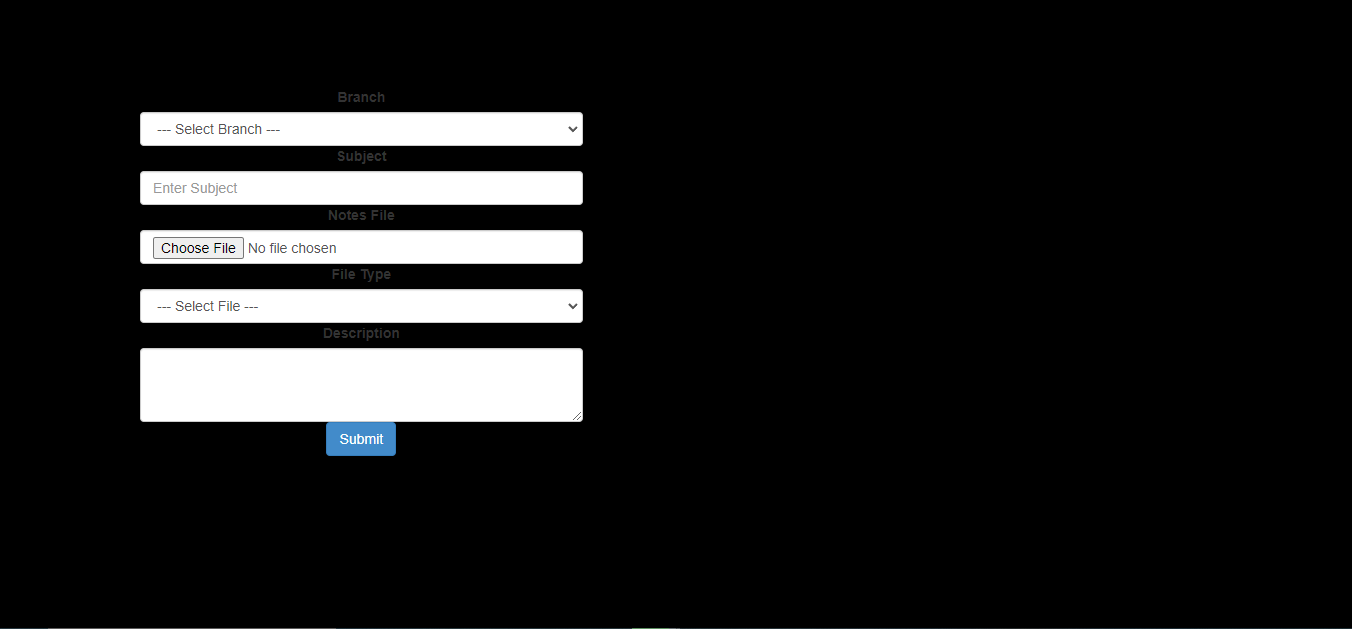 Branch
--- Select Branch ---
Subject
Enter Subject
Notes File
Choose File No file chosen
File Type
--- Select File ---
Description
Submit